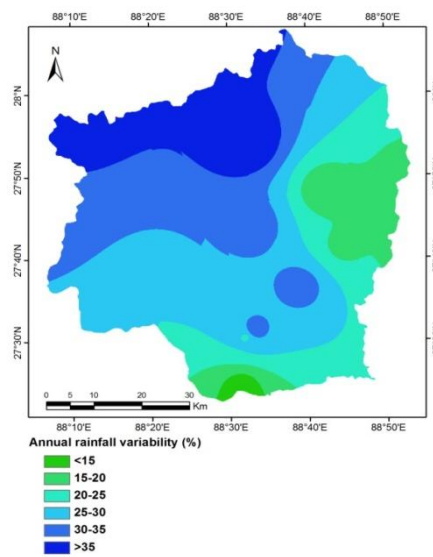 88°10'E 88°20'E 88°30'E 88°40'E 88°50'E
N
28°N
27°50'N
27°40'N
27°30'N
0 5 10 20 30
Km
88°10'E 88°20'E 88°30'E 88°40'E 88°50'E
Annual rainfall variability (%)
<15
15-20
20-25
25-30
30-35
>35